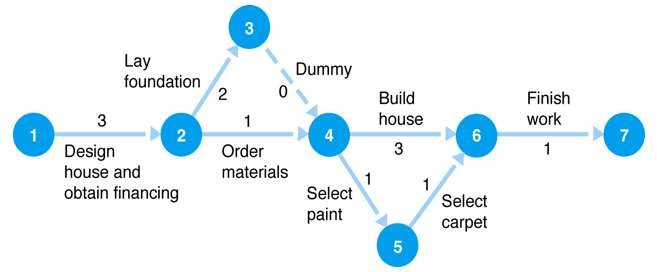 3
Lay
foundation
2
Dummy
0
1
3
Design
house and
obtain financing
2
1
Order
materials
4
Build
house
3
6
Finish
work
1
7
Select
paint
1
5
1
Select
carpet